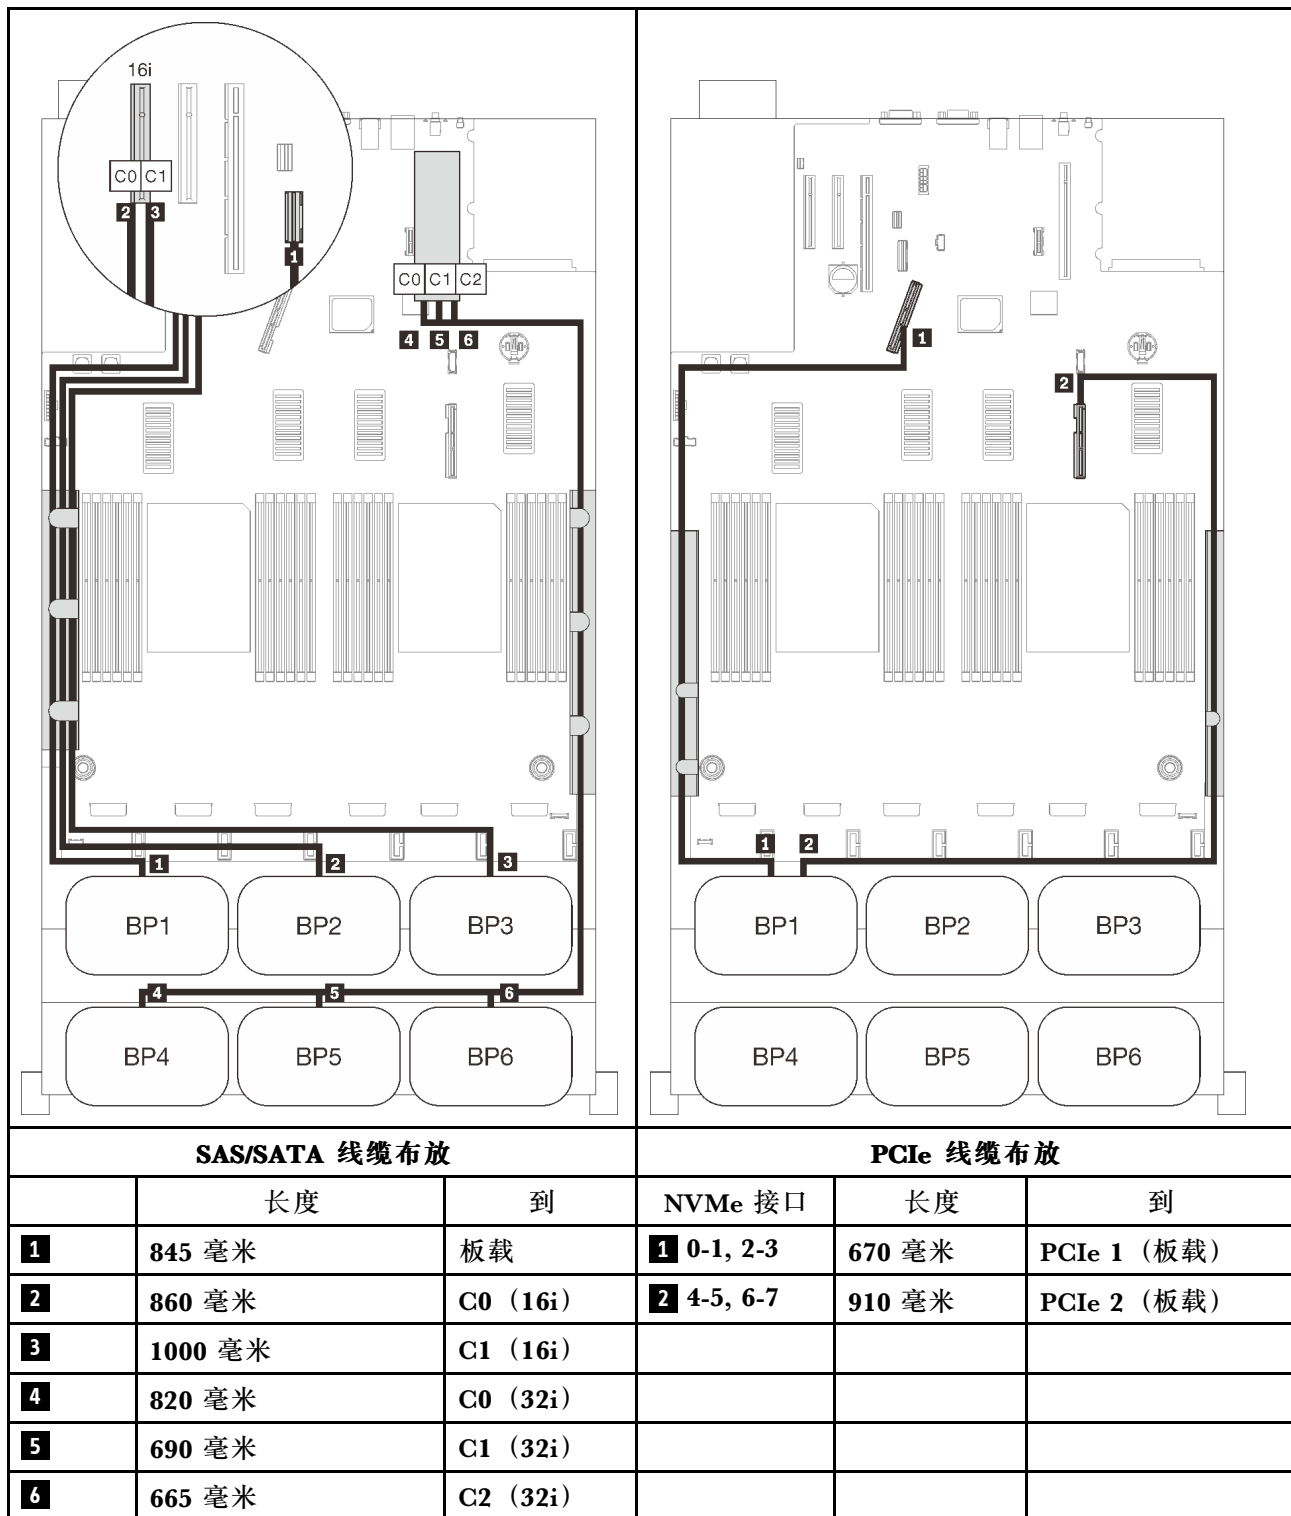 16i
C0 C1
2 3
1
C0 C1 C2
4 5 6
1 2 3
BP1 BP2 BP3
4 5 6
BP4 BP5 BP6
1
2
1 2
BP1 BP2 BP3
BP4 BP5 BP6
SAS/SATA 线缆布放 PCIe 线缆布放
长度 到 NVMe 接口 长度 到
1 845 毫米 板载 1 0-1, 2-3 670 毫米 PCIe 1（板载）
2 860 毫米 C0（16i） 2 4-5, 6-7 910 毫米 PCIe 2（板载）
3 1000 毫米 C1（16i）
4 820 毫米 C0（32i）
5 690 毫米 C1（32i）
6 665 毫米 C2（32i）